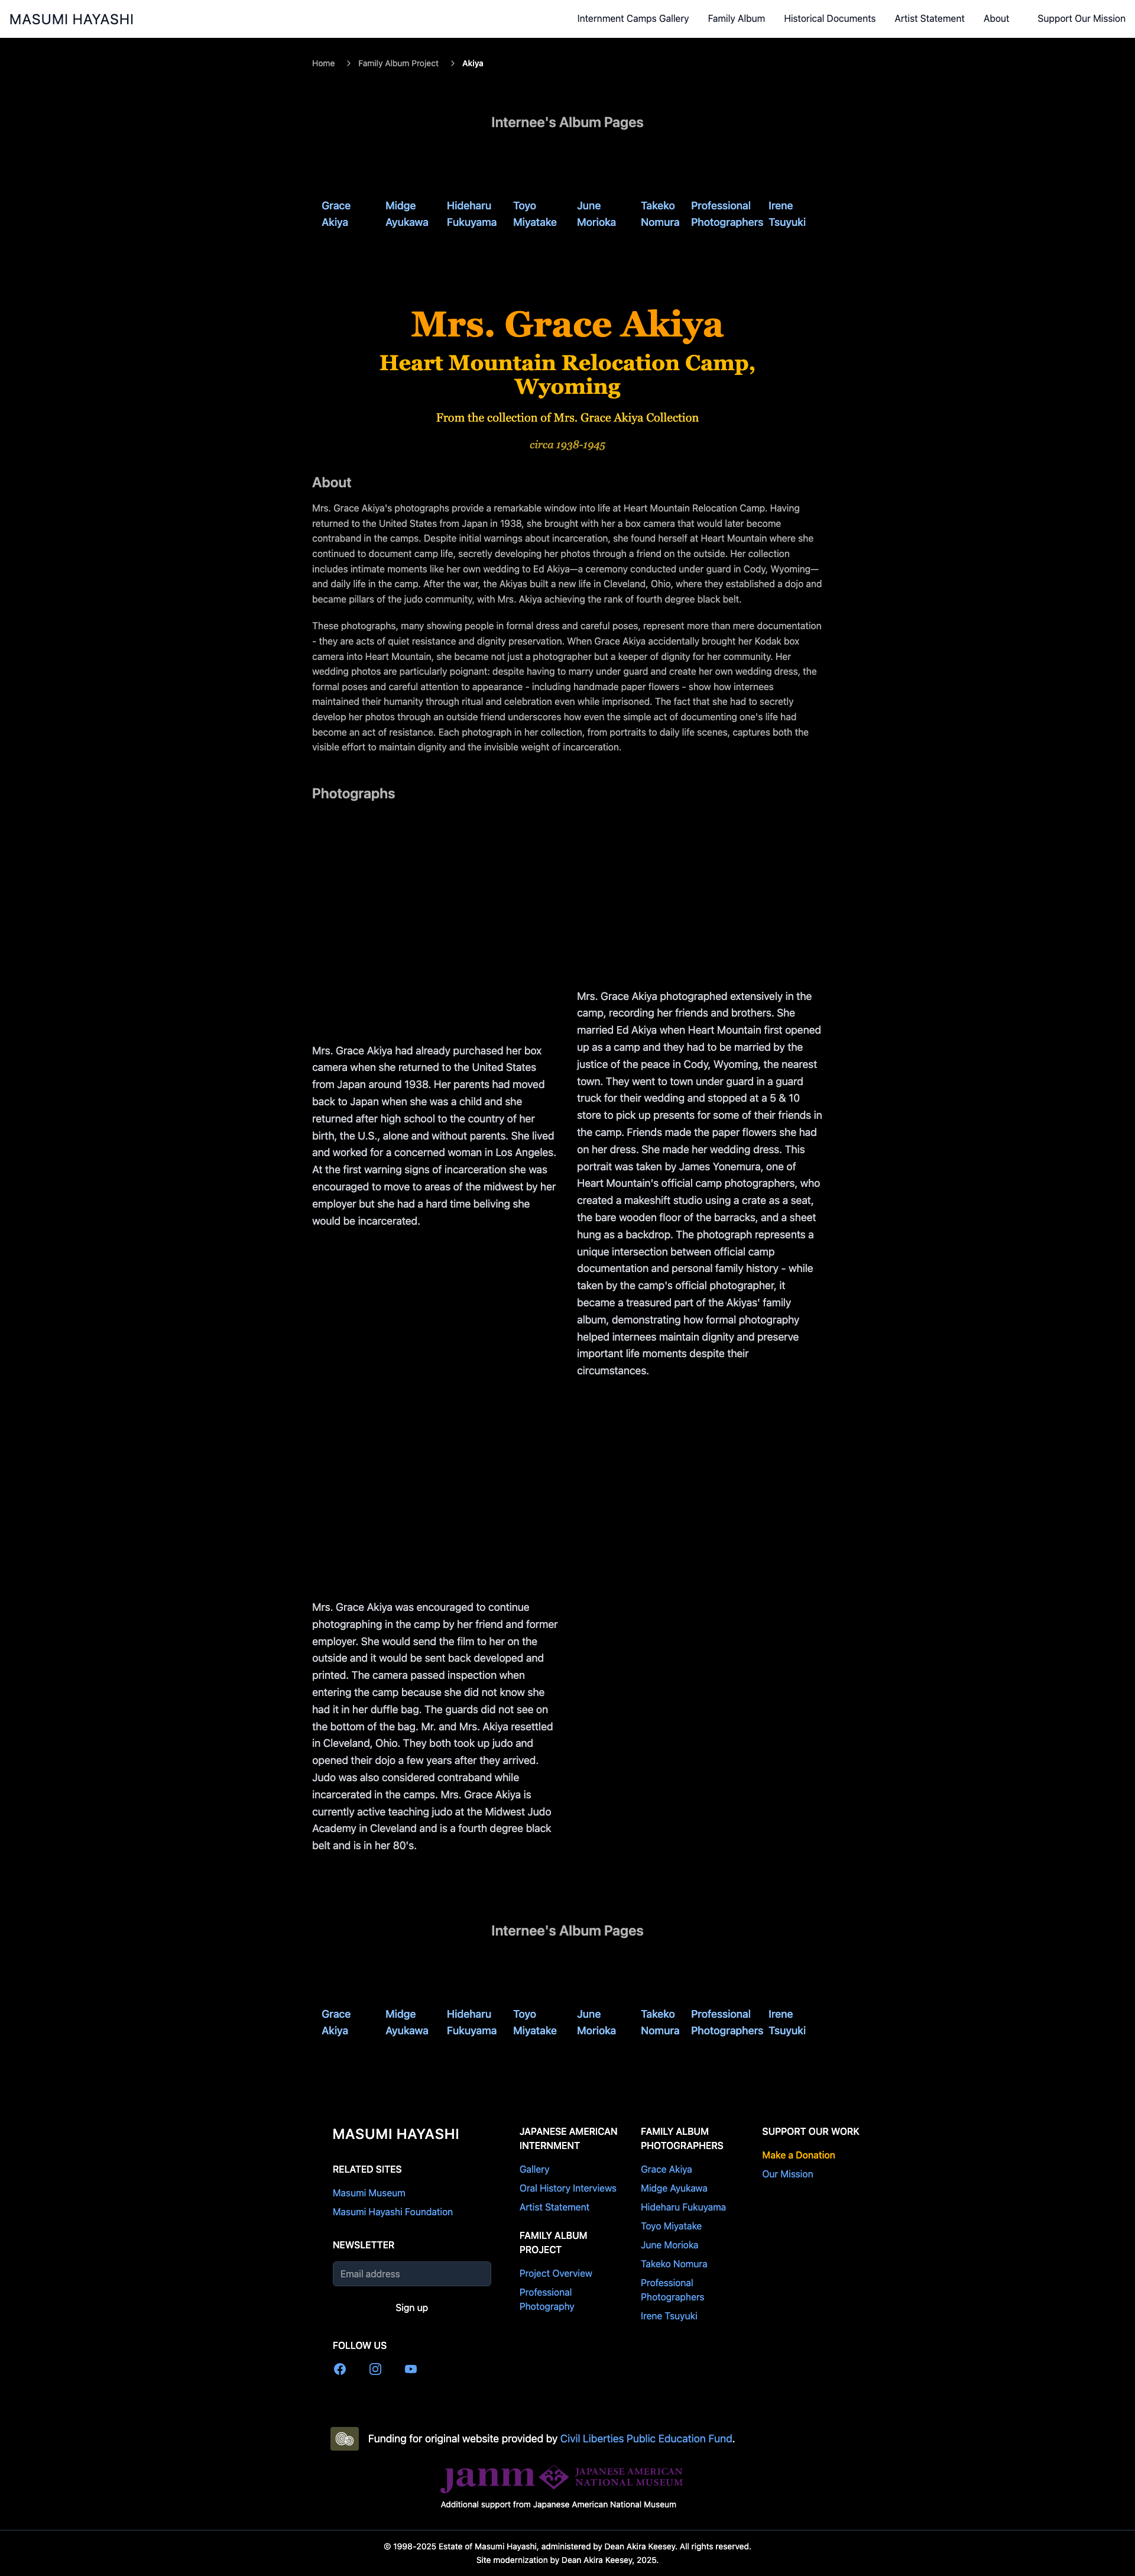 MASUMI HAYASHI
Internment Camps Gallery
Family Album
Historical Documents
Artist Statement
About
Support Our Mission
Home
Family Album Project
Akiya
Internee's Album Pages
Grace
Akiya
Midge
Ayukawa
Hideharu
Fukuyama
Toyo
Miyatake
June
Morioka
Takeko
Nomura
Professional
Photographers
Irene
Tsuyuki
Mrs. Grace Akiya
Heart Mountain Relocation Camp,
Wyoming
From the collection of Mrs. Grace Akiya Collection
circa 1938-1945
About
Mrs. Grace Akiya's photographs provide a remarkable window into life at Heart Mountain Relocation Camp. Having
returned to the United States from Japan in 1938, she brought with her a box camera that would later become
contraband in the camps. Despite initial warnings about incarceration, she found herself at Heart Mountain where she
continued to document camp life, secretly developing her photos through a friend on the outside. Her collection
includes intimate moments like her own wedding to Ed Akiya—a ceremony conducted under guard in Cody, Wyoming—
and daily life in the camp. After the war, the Akiyas built a new life in Cleveland, Ohio, where they established a dojo and
became pillars of the judo community, with Mrs. Akiya achieving the rank of fourth degree black belt.
These photographs, many showing people in formal dress and careful poses, represent more than mere documentation
- they are acts of quiet resistance and dignity preservation. When Grace Akiya accidentally brought her Kodak box
camera into Heart Mountain, she became not just a photographer but a keeper of dignity for her community. Her
wedding photos are particularly poignant: despite having to marry under guard and create her own wedding dress, the
formal poses and careful attention to appearance - including handmade paper flowers - show how internees
maintained their humanity through ritual and celebration even while imprisoned. The fact that she had to secretly
develop her photos through an outside friend underscores how even the simple act of documenting one's life had
become an act of resistance. Each photograph in her collection, from portraits to daily life scenes, captures both the
visible effort to maintain dignity and the invisible weight of incarceration.
Photographs
Mrs. Grace Akiya had already purchased her box
camera when she returned to the United States
from Japan around 1938. Her parents had moved
back to Japan when she was a child and she
returned after high school to the country of her
birth, the U.S., alone and without parents. She lived
and worked for a concerned woman in Los Angeles.
At the first warning signs of incarceration she was
encouraged to move to areas of the midwest by her
employer but she had a hard time beliving she
would be incarcerated.
Mrs. Grace Akiya photographed extensively in the
camp, recording her friends and brothers. She
married Ed Akiya when Heart Mountain first opened
up as a camp and they had to be married by the
justice of the peace in Cody, Wyoming, the nearest
town. They went to town under guard in a guard
truck for their wedding and stopped at a 5 & 10
store to pick up presents for some of their friends in
the camp. Friends made the paper flowers she had
on her dress. She made her wedding dress. This
portrait was taken by James Yonemura, one of
Heart Mountain's official camp photographers, who
created a makeshift studio using a crate as a seat,
the bare wooden floor of the barracks, and a sheet
hung as a backdrop. The photograph represents a
unique intersection between official camp
documentation and personal family history - while
taken by the camp's official photographer, it
became a treasured part of the Akiyas' family
album, demonstrating how formal photography
helped internees maintain dignity and preserve
important life moments despite their
circumstances.
Mrs. Grace Akiya was encouraged to continue
photographing in the camp by her friend and former
employer. She would send the film to her on the
outside and it would be sent back developed and
printed. The camera passed inspection when
entering the camp because she did not know she
had it in her duffle bag. The guards did not see on
the bottom of the bag. Mr. and Mrs. Akiya resettled
in Cleveland, Ohio. They both took up judo and
opened their dojo a few years after they arrived.
Judo was also considered contraband while
incarcerated in the camps. Mrs. Grace Akiya is
currently active teaching judo at the Midwest Judo
Academy in Cleveland and is a fourth degree black
belt and is in her 80's.
Internee's Album Pages
Grace
Akiya
Midge
Ayukawa
Hideharu
Fukuyama
Toyo
Miyatake
June
Morioka
Takeko
Nomura
Professional
Photographers
Irene
Tsuyuki
MASUMI HAYASHI
RELATED SITES
Masumi Museum
Masumi Hayashi Foundation
NEWSLETTER
Email address
Sign up
FOLLOW US
JAPANESE AMERICAN
INTERNMENT
Gallery
Oral History Interviews
Artist Statement
FAMILY ALBUM
PROJECT
Project Overview
Professional
Photography
FAMILY ALBUM
PHOTOGRAPHERS
Grace Akiya
Midge Ayukawa
Hideharu Fukuyama
Toyo Miyatake
June Morioka
Takeko Nomura
Professional
Photographers
Irene Tsuyuki
SUPPORT OUR WORK
Make a Donation
Our Mission
Funding for original website provided by Civil Liberties Public Education Fund.
janm JAPANESE AMERICAN
NATIONAL MUSEUM
Additional support from Japanese American National Museum
© 1998-2025 Estate of Masumi Hayashi, administered by Dean Akira Keesey. All rights reserved.
Site modernization by Dean Akira Keesey, 2025.